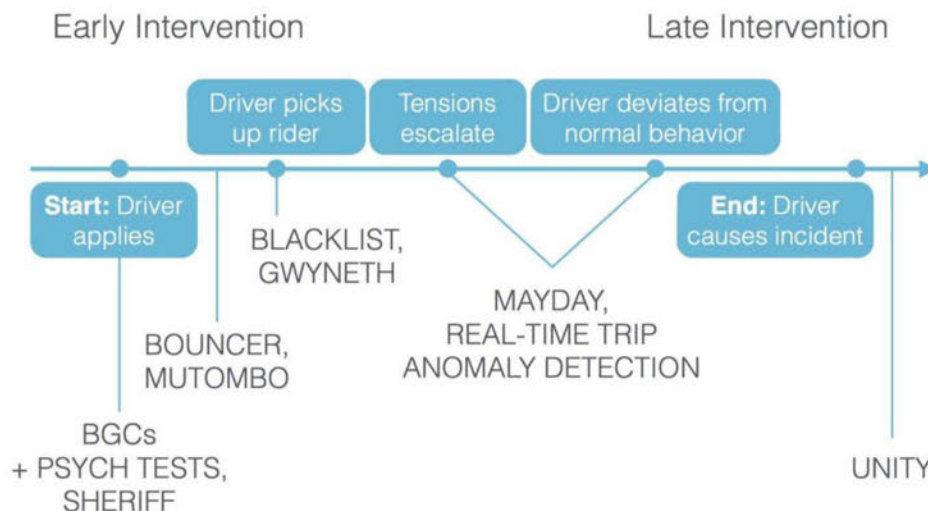 Early Intervention
Late Intervention
Driver picks
up rider
Tensions
escalate
Driver deviates from
normal behavior
Start: Driver
applies
End: Driver
causes incident
BLACKLIST,
GWYNETH
MAYDAY,
REAL-TIME TRIP
ANOMALY DETECTION
BOUNCER,
MUTOMBO
BGCs
+ PSYCH TESTS,
SHERIFF
UNITY